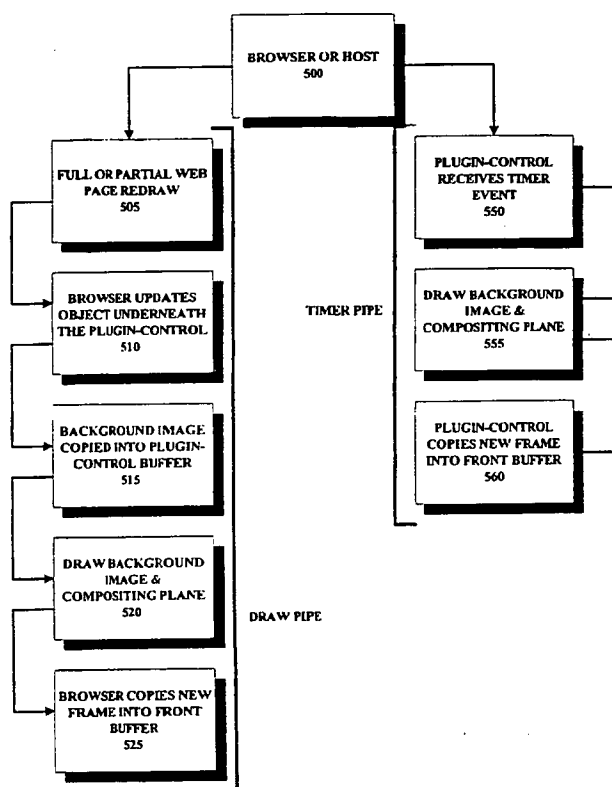 BROWSER OR HOST
500
FULL OR PARTIAL WEB
PAGE REDRAW
505
BROWSER UPDATES
OBJECT UNDERNEATH
THE PLUGIN-CONTROL
510
BACKGROUND IMAGE
COPIED INTO PLUGIN-
CONTROL BUFFER
515
DRAW BACKGROUND
IMAGE &
COMPOSITING PLANE
520
BROWSER COPIES NEW
FRAME INTO FRONT
BUFFER
525
DRAW PIPE
TIMER PIPE
PLUGIN-CONTROL
RECEIVES TIMER
EVENT
550
DRAW BACKGROUND
IMAGE &
COMPOSITING PLANE
555
PLUGIN-CONTROL
COPIES NEW FRAME
INTO FRONT BUFFER
560